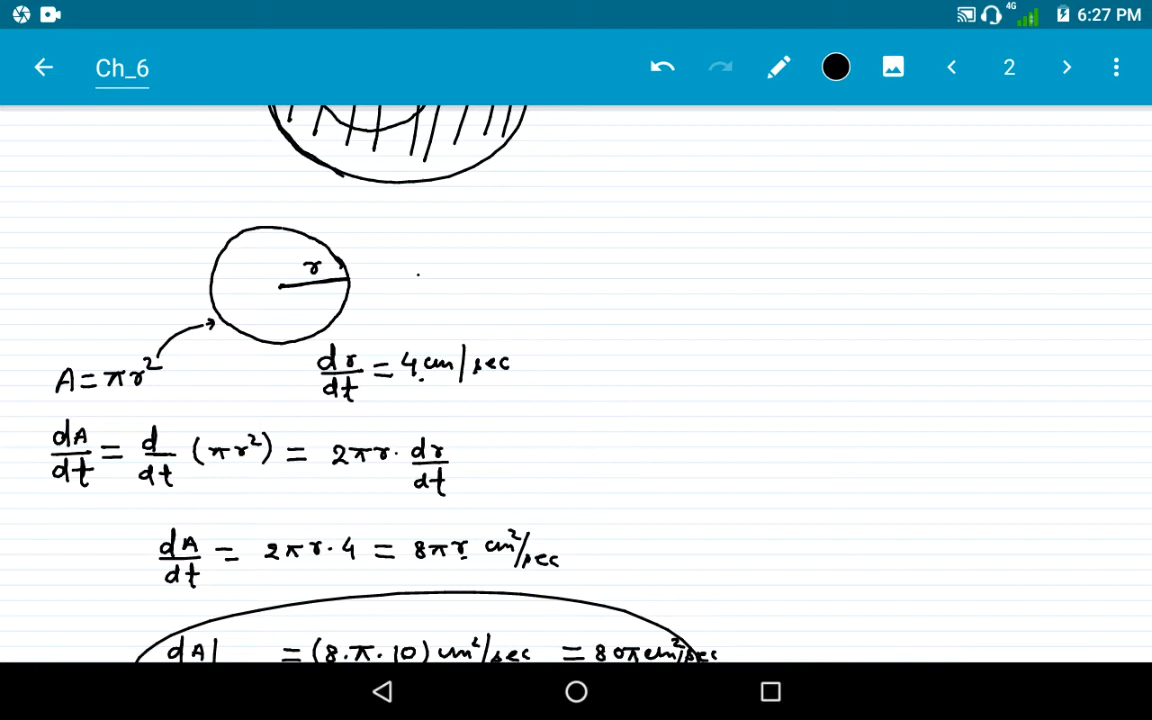 4G 6:27 PM
Ch_6 2
r
A = πr²
dr/dt = 4 cm/sec
dA/dt = d/dt (πr²) = 2πr · dr/dt
dA/dt = 2πr · 4 = 8πr cm²/sec
dA| = (8.π.10) cm²/sec = 80π cm²/sec